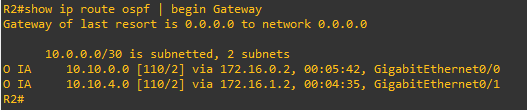 R2#show ip route ospf | begin Gateway
Gateway of last resort is 0.0.0.0 to network 0.0.0.0
10.0.0.0/30 is subnetted, 2 subnets
O IA 10.10.0.0 [110/2] via 172.16.0.2, 00:05:42, GigabitEthernet0/0
O IA 10.10.4.0 [110/2] via 172.16.1.2, 00:04:35, GigabitEthernet0/1
R2#